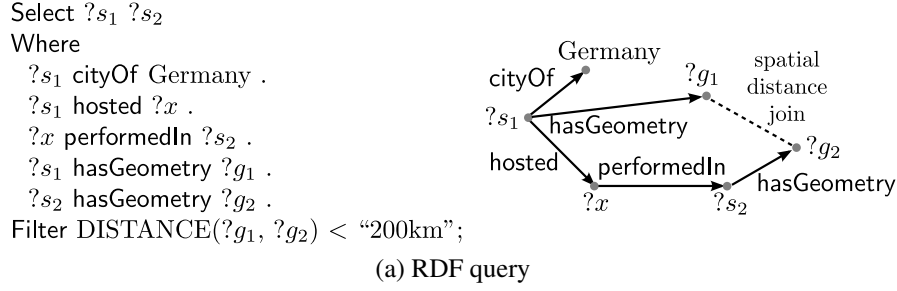 Select ?s₁ ?s₂
Where
?s₁ cityOf Germany .
?s₁ hosted ?x .
?x performedIn ?s₂ .
?s₁ hasGeometry ?g₁ .
?s₂ hasGeometry ?g₂ .
Filter DISTANCE(?g₁, ?g₂) < “200km”;
Germany
cityOf
?g₁
spatial
distance
join
?s₁
hasGeometry
?g₂
hosted
performedIn
hasGeometry
?x
?s₂
(a) RDF query